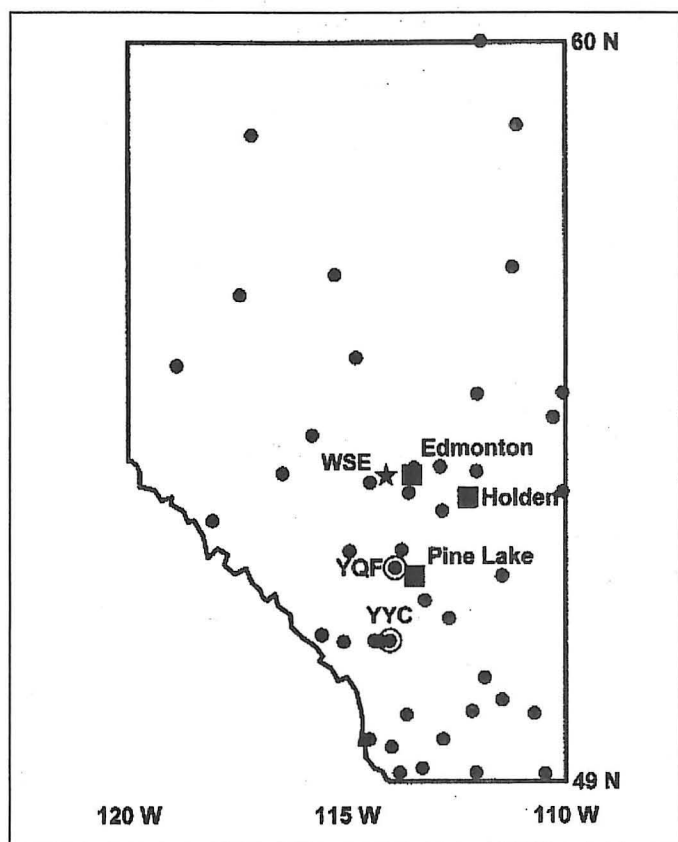 60 N
WSE
Edmonton
Holden
YQF
Pine Lake
YYC
49 N
120 W
115 W
110 W